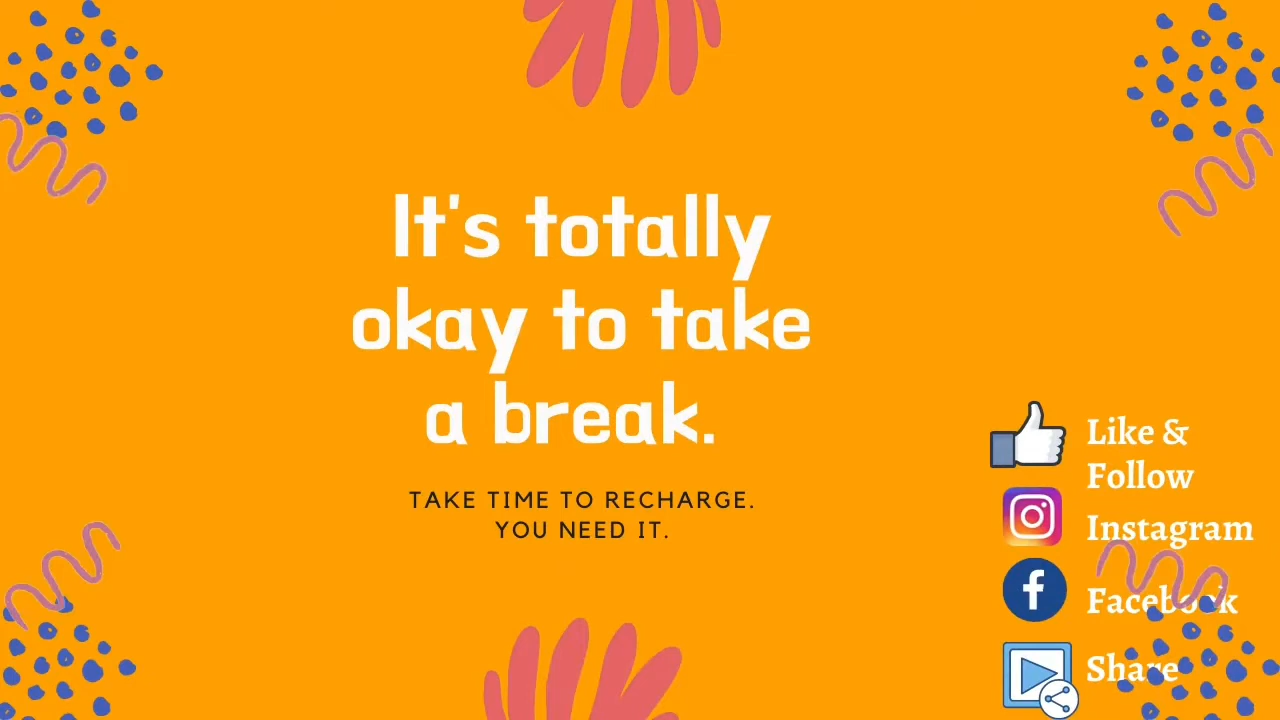 It's totally
okay to take
a break.
TAKE TIME TO RECHARGE.
YOU NEED IT.
Like &
Follow
Instagram
Facebook
Share